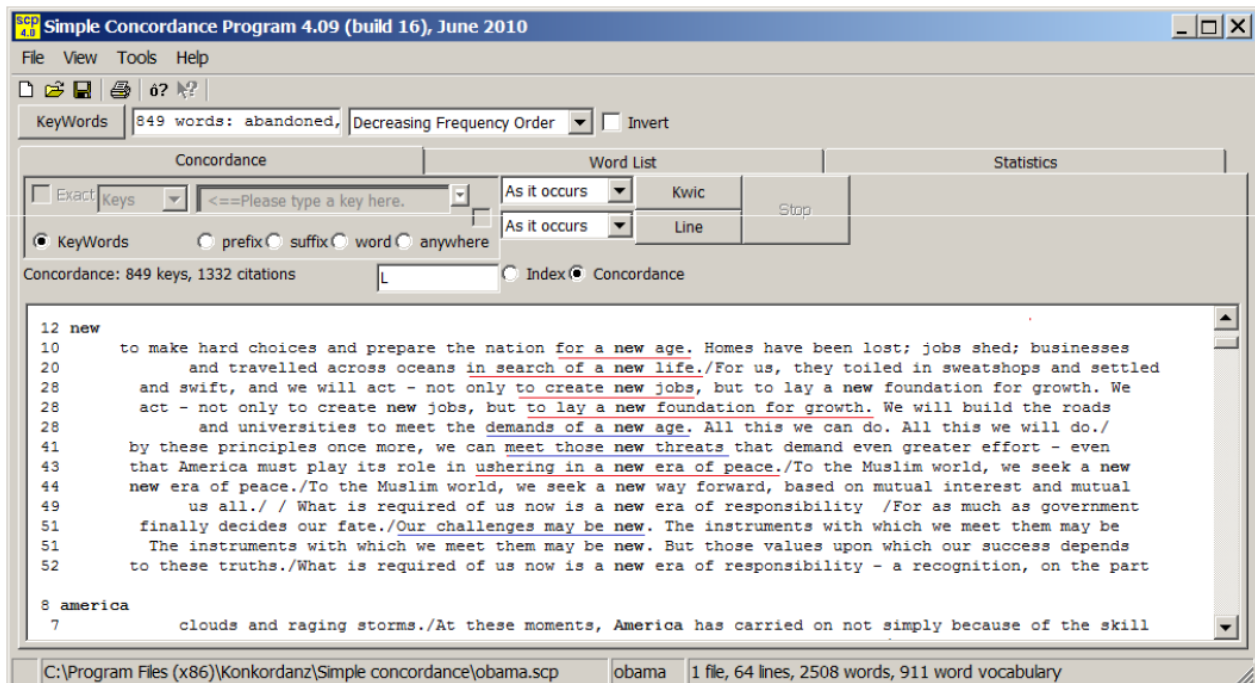 scp 4.0 Simple Concordance Program 4.09 (build 16), June 2010
File View Tools Help
ô? ?
KeyWords 849 words: abandoned, Decreasing Frequency Order Invert
Concordance Word List Statistics
Exact Keys <==Please type a key here. As it occurs Kwic Stop
As it occurs Line
KeyWords prefix suffix word anywhere
Concordance: 849 keys, 1332 citations L Index Concordance
12 new
10 to make hard choices and prepare the nation for a new age. Homes have been lost; jobs shed; businesses
20 and travelled across oceans in search of a new life./For us, they toiled in sweatshops and settled
28 and swift, and we will act - not only to create new jobs, but to lay a new foundation for growth. We
28 act - not only to create new jobs, but to lay a new foundation for growth. We will build the roads
28 and universities to meet the demands of a new age. All this we can do. All this we will do./
41 by these principles once more, we can meet those new threats that demand even greater effort - even
43 that America must play its role in ushering in a new era of peace./To the Muslim world, we seek a new
44 new era of peace./To the Muslim world, we seek a new way forward, based on mutual interest and mutual
49 us all./ / What is required of us now is a new era of responsibility /For as much as government
51 finally decides our fate./Our challenges may be new. The instruments with which we meet them may be
51 The instruments with which we meet them may be new. But those values upon which our success depends
52 to these truths./What is required of us now is a new era of responsibility - a recognition, on the part
8 america
7 clouds and raging storms./At these moments, America has carried on not simply because of the skill
C:\Program Files (x86)\Konkordanz\Simple concordance\obama.scp obama 1 file, 64 lines, 2508 words, 911 word vocabulary